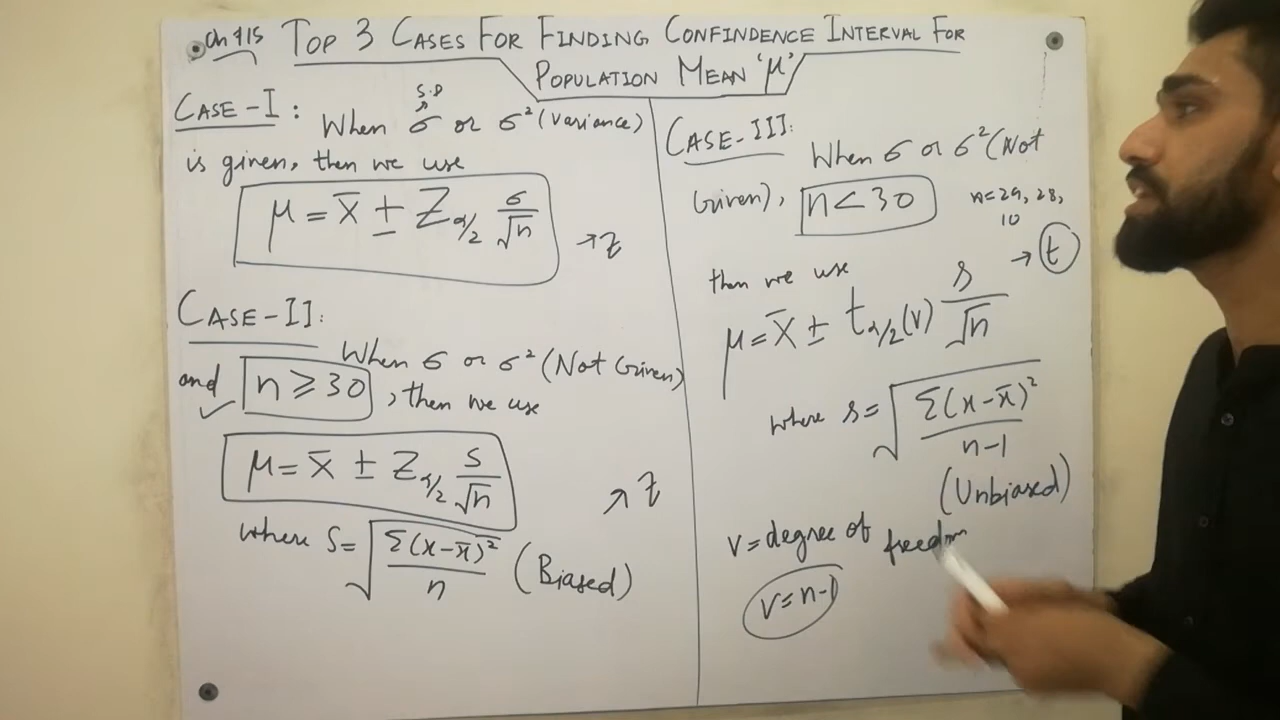 Ch #15
TOP 3 CASES FOR FINDING CONFINDENCE INTERVAL FOR
POPULATION MEAN 'μ'
CASE-I:
S.D
When σ or σ² (Variance)
is given, then we use
μ = x̄ ± Z α/2 σ/√n
→ z
CASE-II:
When σ or σ² (Not Given)
and n ≥ 30, then we use
μ = x̄ ± Z α/2 S/√n
↗ z
where S = √(Σ(x-x̄)²/n) (Biased)
CASE-III:
When σ or σ² (Not
Given), n < 30
n = 29, 28,
10
→ t
then we use
μ = x̄ ± t α/2 (v) s/√n
where s = √(Σ(x-x̄)²/n-1)
(Unbiased)
v = degree of freedom
v = n-1